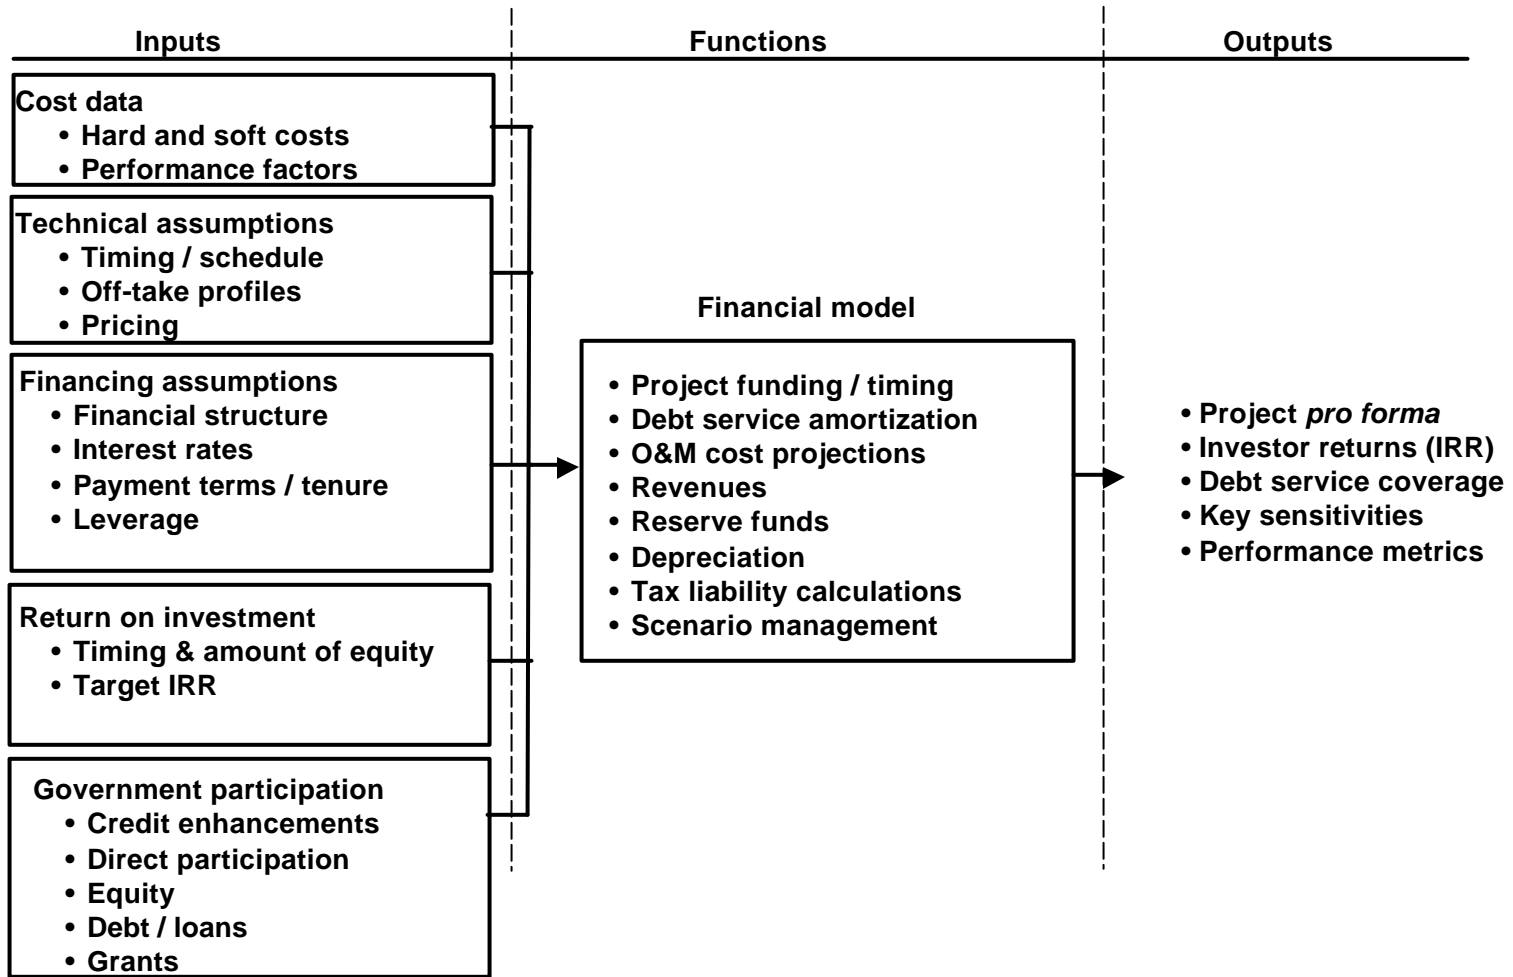 Inputs
Functions
Outputs
Cost data
• Hard and soft costs
• Performance factors
Technical assumptions
• Timing / schedule
• Off-take profiles
• Pricing
Financing assumptions
• Financial structure
• Interest rates
• Payment terms / tenure
• Leverage
Return on investment
• Timing & amount of equity
• Target IRR
Government participation
• Credit enhancements
• Direct participation
• Equity
• Debt / loans
• Grants
Financial model
• Project funding / timing
• Debt service amortization
• O&M cost projections
• Revenues
• Reserve funds
• Depreciation
• Tax liability calculations
• Scenario management
• Project pro forma
• Investor returns (IRR)
• Debt service coverage
• Key sensitivities
• Performance metrics